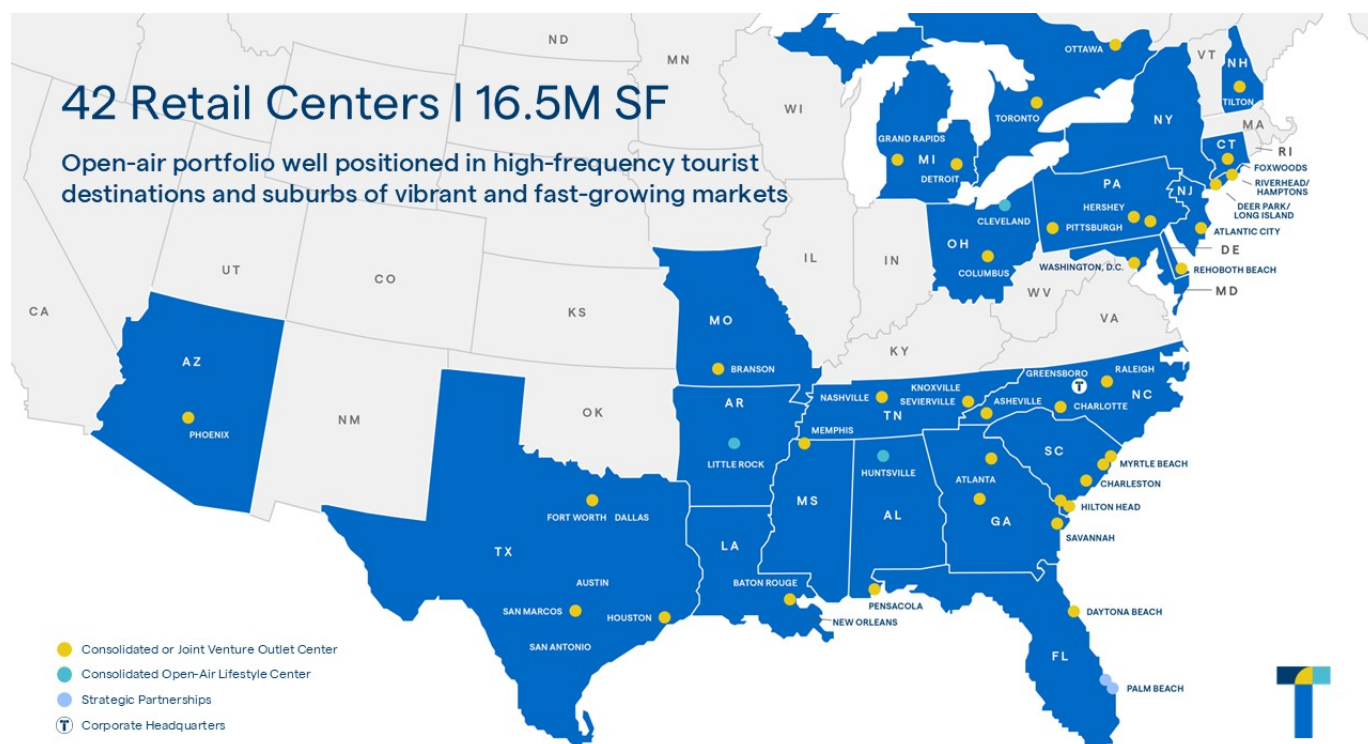 42 Retail Centers | 16.5M SF
Open-air portfolio well positioned in high-frequency tourist
destinations and suburbs of vibrant and fast-growing markets
ND
MN
WI
VT
NH
TILTON
MA
RI
NY
CT
FOXWOODS
RIVERHEAD/
HAMPTONS
DEER PARK/
LONG ISLAND
OTTAWA
TORONTO
GRAND RAPIDS
MI
DETROIT
PA
NJ
HERSHEY
PITTSBURGH
ATLANTIC CITY
CLEVELAND
OH
COLUMBUS
WASHINGTON, D.C.
DE
REHOBOTH BEACH
MD
IL
IN
WV
VA
KY
CA
UT
CO
KS
MO
BRANSON
AZ
PHOENIX
NM
OK
AR
LITTLE ROCK
NASHVILLE
KNOXVILLE
SEVIERVILLE
TN
MEMPHIS
GREENSBORO
T
RALEIGH
ASHEVILLE
CHARLOTTE
NC
SC
MYRTLE BEACH
CHARLESTON
HILTON HEAD
SAVANNAH
ATLANTA
GA
HUNTSVILLE
AL
MS
LA
BATON ROUGE
NEW ORLEANS
PENSACOLA
DAYTONA BEACH
FL
PALM BEACH
FORT WORTH DALLAS
TX
AUSTIN
SAN MARCOS
HOUSTON
SAN ANTONIO
Consolidated or Joint Venture Outlet Center
Consolidated Open-Air Lifestyle Center
Strategic Partnerships
T Corporate Headquarters
T